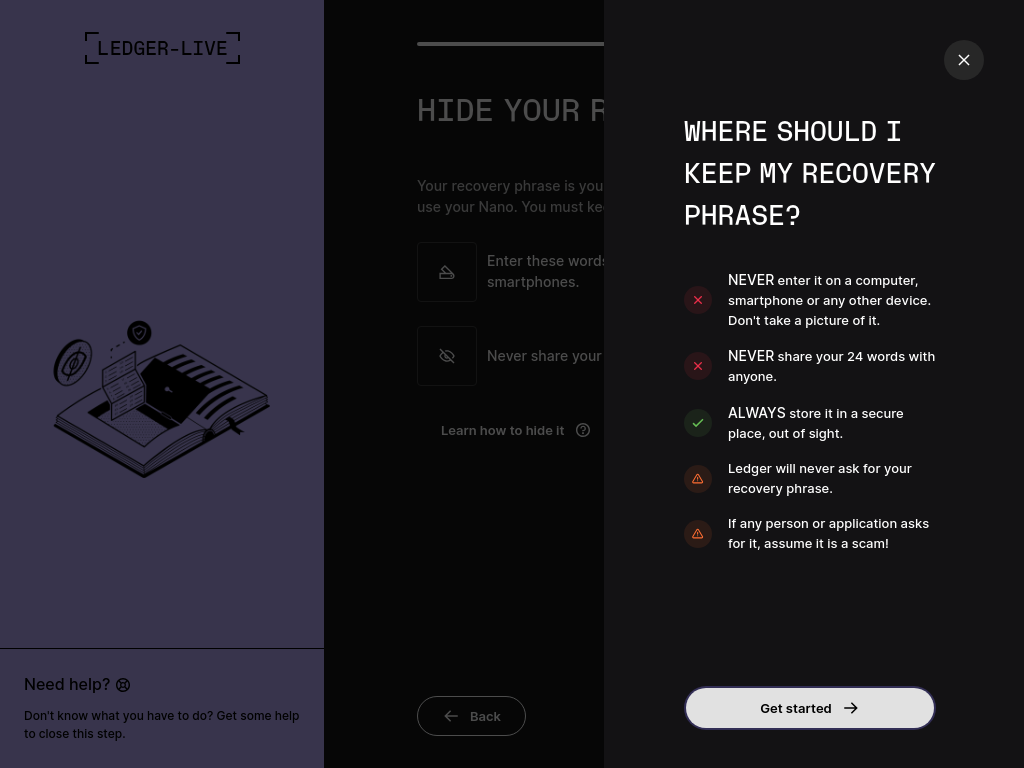 LEDGER-LIVE
HIDE YOUR R
Your recovery phrase is you
use your Nano. You must ke
Enter these words
smartphones.
Never share your
Learn how to hide it
Back
Need help?
Don't know what you have to do? Get some help
to close this step.
WHERE SHOULD I
KEEP MY RECOVERY
PHRASE?
NEVER enter it on a computer,
smartphone or any other device.
Don't take a picture of it.
NEVER share your 24 words with
anyone.
ALWAYS store it in a secure
place, out of sight.
Ledger will never ask for your
recovery phrase.
If any person or application asks
for it, assume it is a scam!
Get started